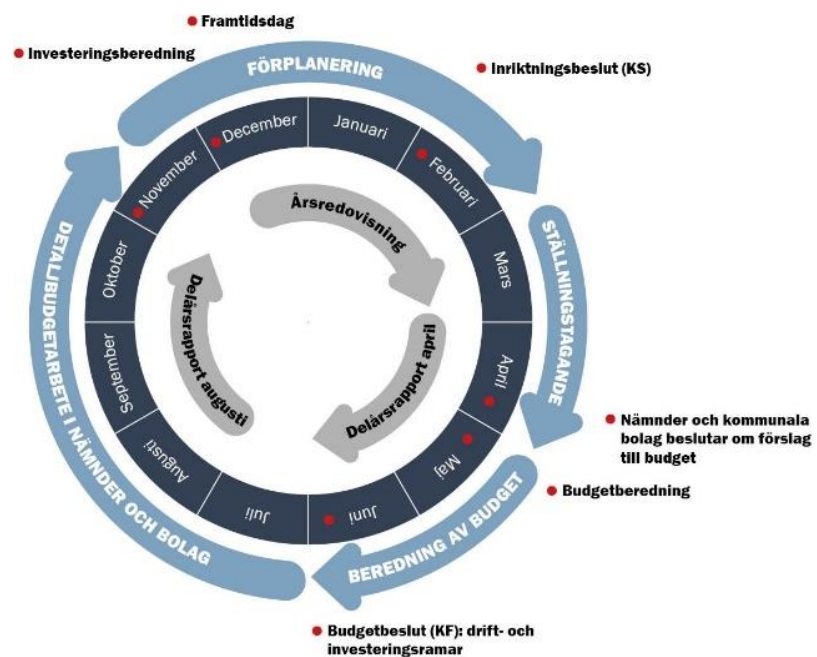 Framtidsdag
Investeringsberedning
FÖRPLANERING
Inriktningsbeslut (KS)
December
Januari
November
Februari
Årsredovisning
Oktober
Mars
STÄLLNINGSTAGANDE
DETALJBUDGETARBETE I NÄMNDER OCH BOLAG
Delårsrapport augusti
Delårsrapport april
September
April
Augusti
Maj
Juli
Juni
Nämnder och kommunala
bolag beslutar om förslag
till budget
Budgetberedning
BEREDNING AV BUDGET
Budgetbeslut (KF): drift- och
investeringsramar